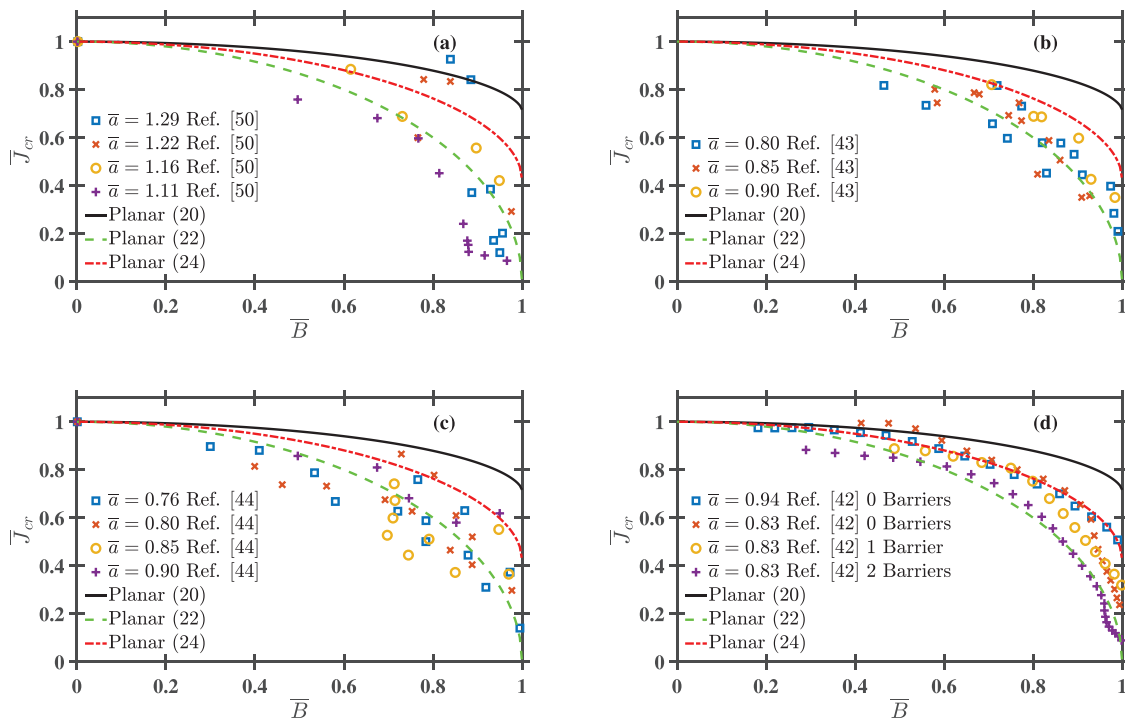 (a)
1
0.8
0.6
0.4
0.2
0
J̅cr
a̅ = 1.29 Ref. [50]
a̅ = 1.22 Ref. [50]
a̅ = 1.16 Ref. [50]
a̅ = 1.11 Ref. [50]
Planar (20)
Planar (22)
Planar (24)
0 0.2 0.4 0.6 0.8 1
B̅
(b)
1
0.8
0.6
0.4
0.2
0
J̅cr
a̅ = 0.80 Ref. [43]
a̅ = 0.85 Ref. [43]
a̅ = 0.90 Ref. [43]
Planar (20)
Planar (22)
Planar (24)
0 0.2 0.4 0.6 0.8 1
B̅
(c)
1
0.8
0.6
0.4
0.2
0
J̅cr
a̅ = 0.76 Ref. [44]
a̅ = 0.80 Ref. [44]
a̅ = 0.85 Ref. [44]
a̅ = 0.90 Ref. [44]
Planar (20)
Planar (22)
Planar (24)
0 0.2 0.4 0.6 0.8 1
B̅
(d)
1
0.8
0.6
0.4
0.2
0
J̅cr
a̅ = 0.94 Ref. [42] 0 Barriers
a̅ = 0.83 Ref. [42] 0 Barriers
a̅ = 0.83 Ref. [42] 1 Barrier
a̅ = 0.83 Ref. [42] 2 Barriers
Planar (20)
Planar (22)
Planar (24)
0 0.2 0.4 0.6 0.8 1
B̅